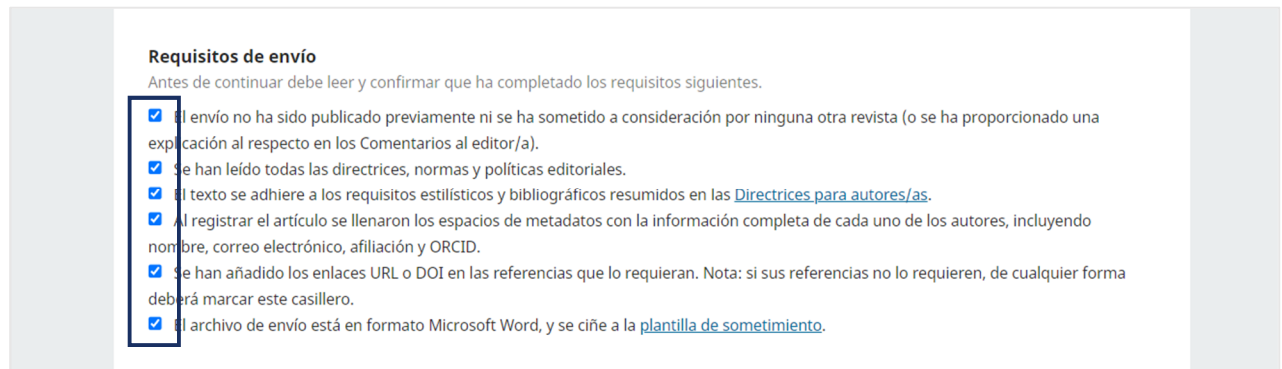 Requisitos de envío
Antes de continuar debe leer y confirmar que ha completado los requisitos siguientes.
El envío no ha sido publicado previamente ni se ha sometido a consideración por ninguna otra revista (o se ha proporcionado una
explicación al respecto en los Comentarios al editor/a).
Se han leído todas las directrices, normas y políticas editoriales.
El texto se adhiere a los requisitos estilísticos y bibliográficos resumidos en las Directrices para autores/as.
Al registrar el artículo se llenaron los espacios de metadatos con la información completa de cada uno de los autores, incluyendo
nombre, correo electrónico, afiliación y ORCID.
Se han añadido los enlaces URL o DOI en las referencias que lo requieran. Nota: si sus referencias no lo requieren, de cualquier forma
deberá marcar este casillero.
El archivo de envío está en formato Microsoft Word, y se ciñe a la plantilla de sometimiento.